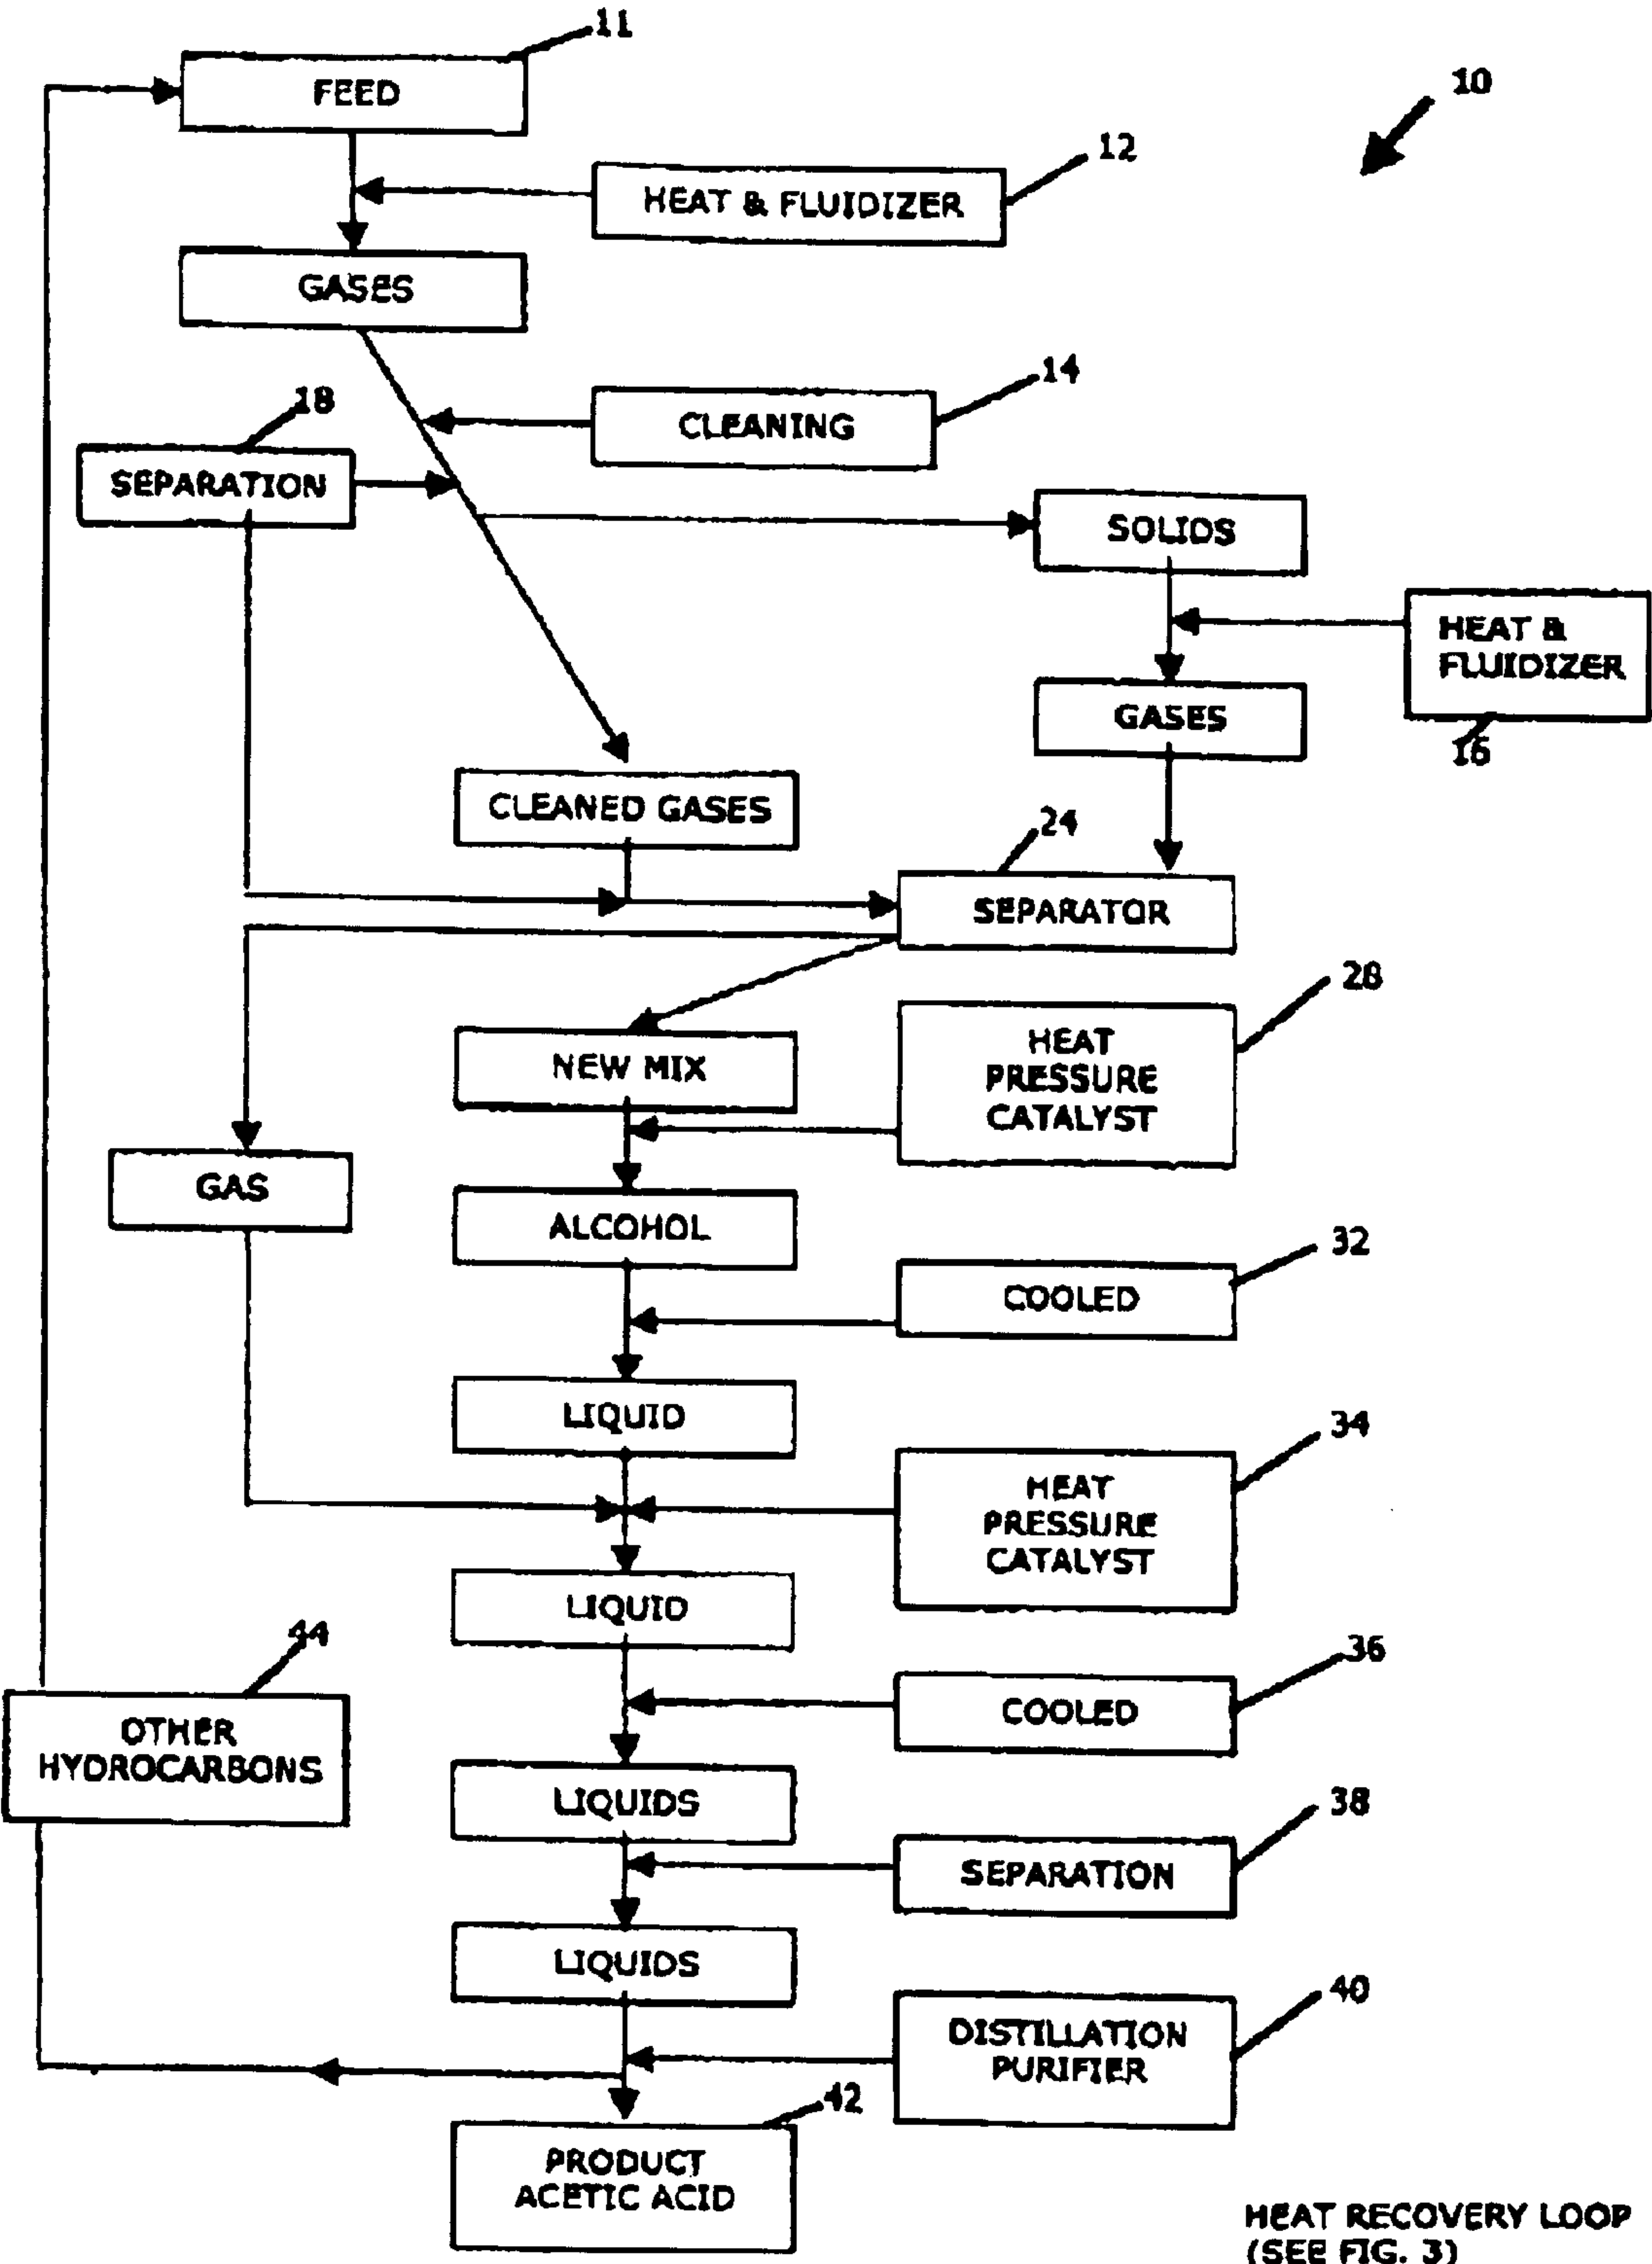 11
FEED
10
12
HEAT & FLUIDIZER
GASES
14
18
CLEANING
SEPARATION
SOLIDS
HEAT &
FLUIDIZER
GASES
16
CLEANED GASES
24
SEPARATOR
28
HEAT
PRESSURE
CATALYST
NEW MIX
GAS
ALCOHOL
32
COOLED
LIQUID
34
HEAT
PRESSURE
CATALYST
LIQUID
44
36
OTHER
HYDROCARBONS
COOLED
LIQUIDS
38
SEPARATION
LIQUIDS
40
DISTILLATION
PURIFIER
42
PRODUCT
ACETIC ACID
HEAT RECOVERY LOOP
(SEE FIG. 3)